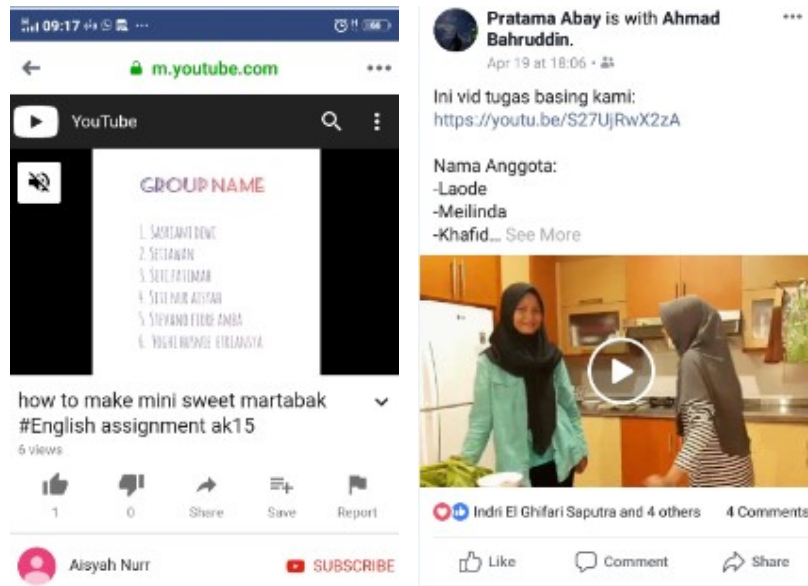 09:17
m.youtube.com
YouTube
GROUP NAME
1. SASRIANI DEWI
2. SETIAWAN
3. SITI FATIMAH
4. SITI NUR AISYAH
5. STEVANO FIDRE AMBA
6. YOGHI
how to make mini sweet martabak
#English assignment ak15
6 views
1 0 Share Save Report
Aisyah Nurr SUBSCRIBE
Pratama Abay is with Ahmad
Bahruddin.
Apr 19 at 18:06
Ini vid tugas basing kami:
https://youtu.be/S27UjRwX2zA
Nama Anggota:
-Laode
-Meilinda
-Khafid... See More
Indri El Ghifari Saputra and 4 others 4 Comments
Like Comment Share